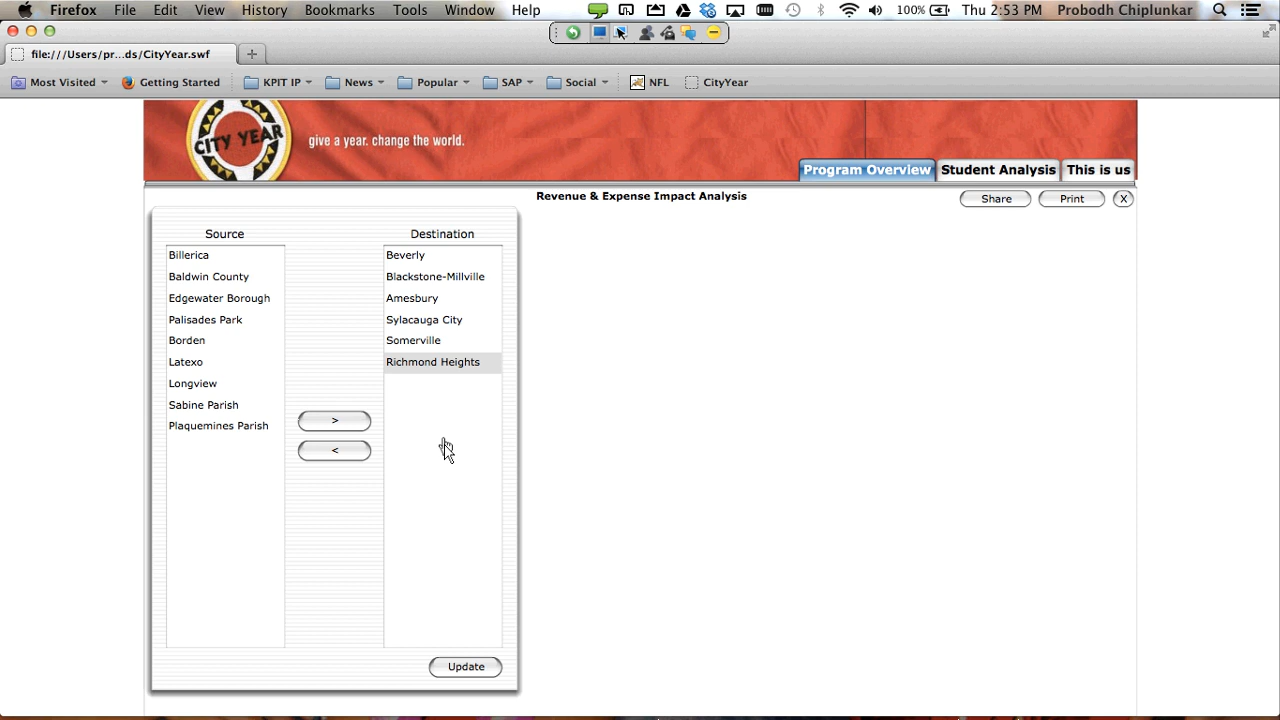 Firefox File Edit View History Bookmarks Tools Window Help 100% Thu 2:53 PM Probodh Chiplunkar
file:///Users/pr...ds/CityYear.swf
Most Visited Getting Started KPIT IP News Popular SAP Social NFL CityYear
CITY YEAR
give a year. change the world.
Program Overview Student Analysis This is us
Revenue & Expense Impact Analysis
Share Print X
Source Destination
Billerica Beverly
Baldwin County Blackstone-Millville
Edgewater Borough Amesbury
Palisades Park Sylacauga City
Borden Somerville
Latexo Richmond Heights
Longview
Sabine Parish
Plaquemines Parish
>
<
Update